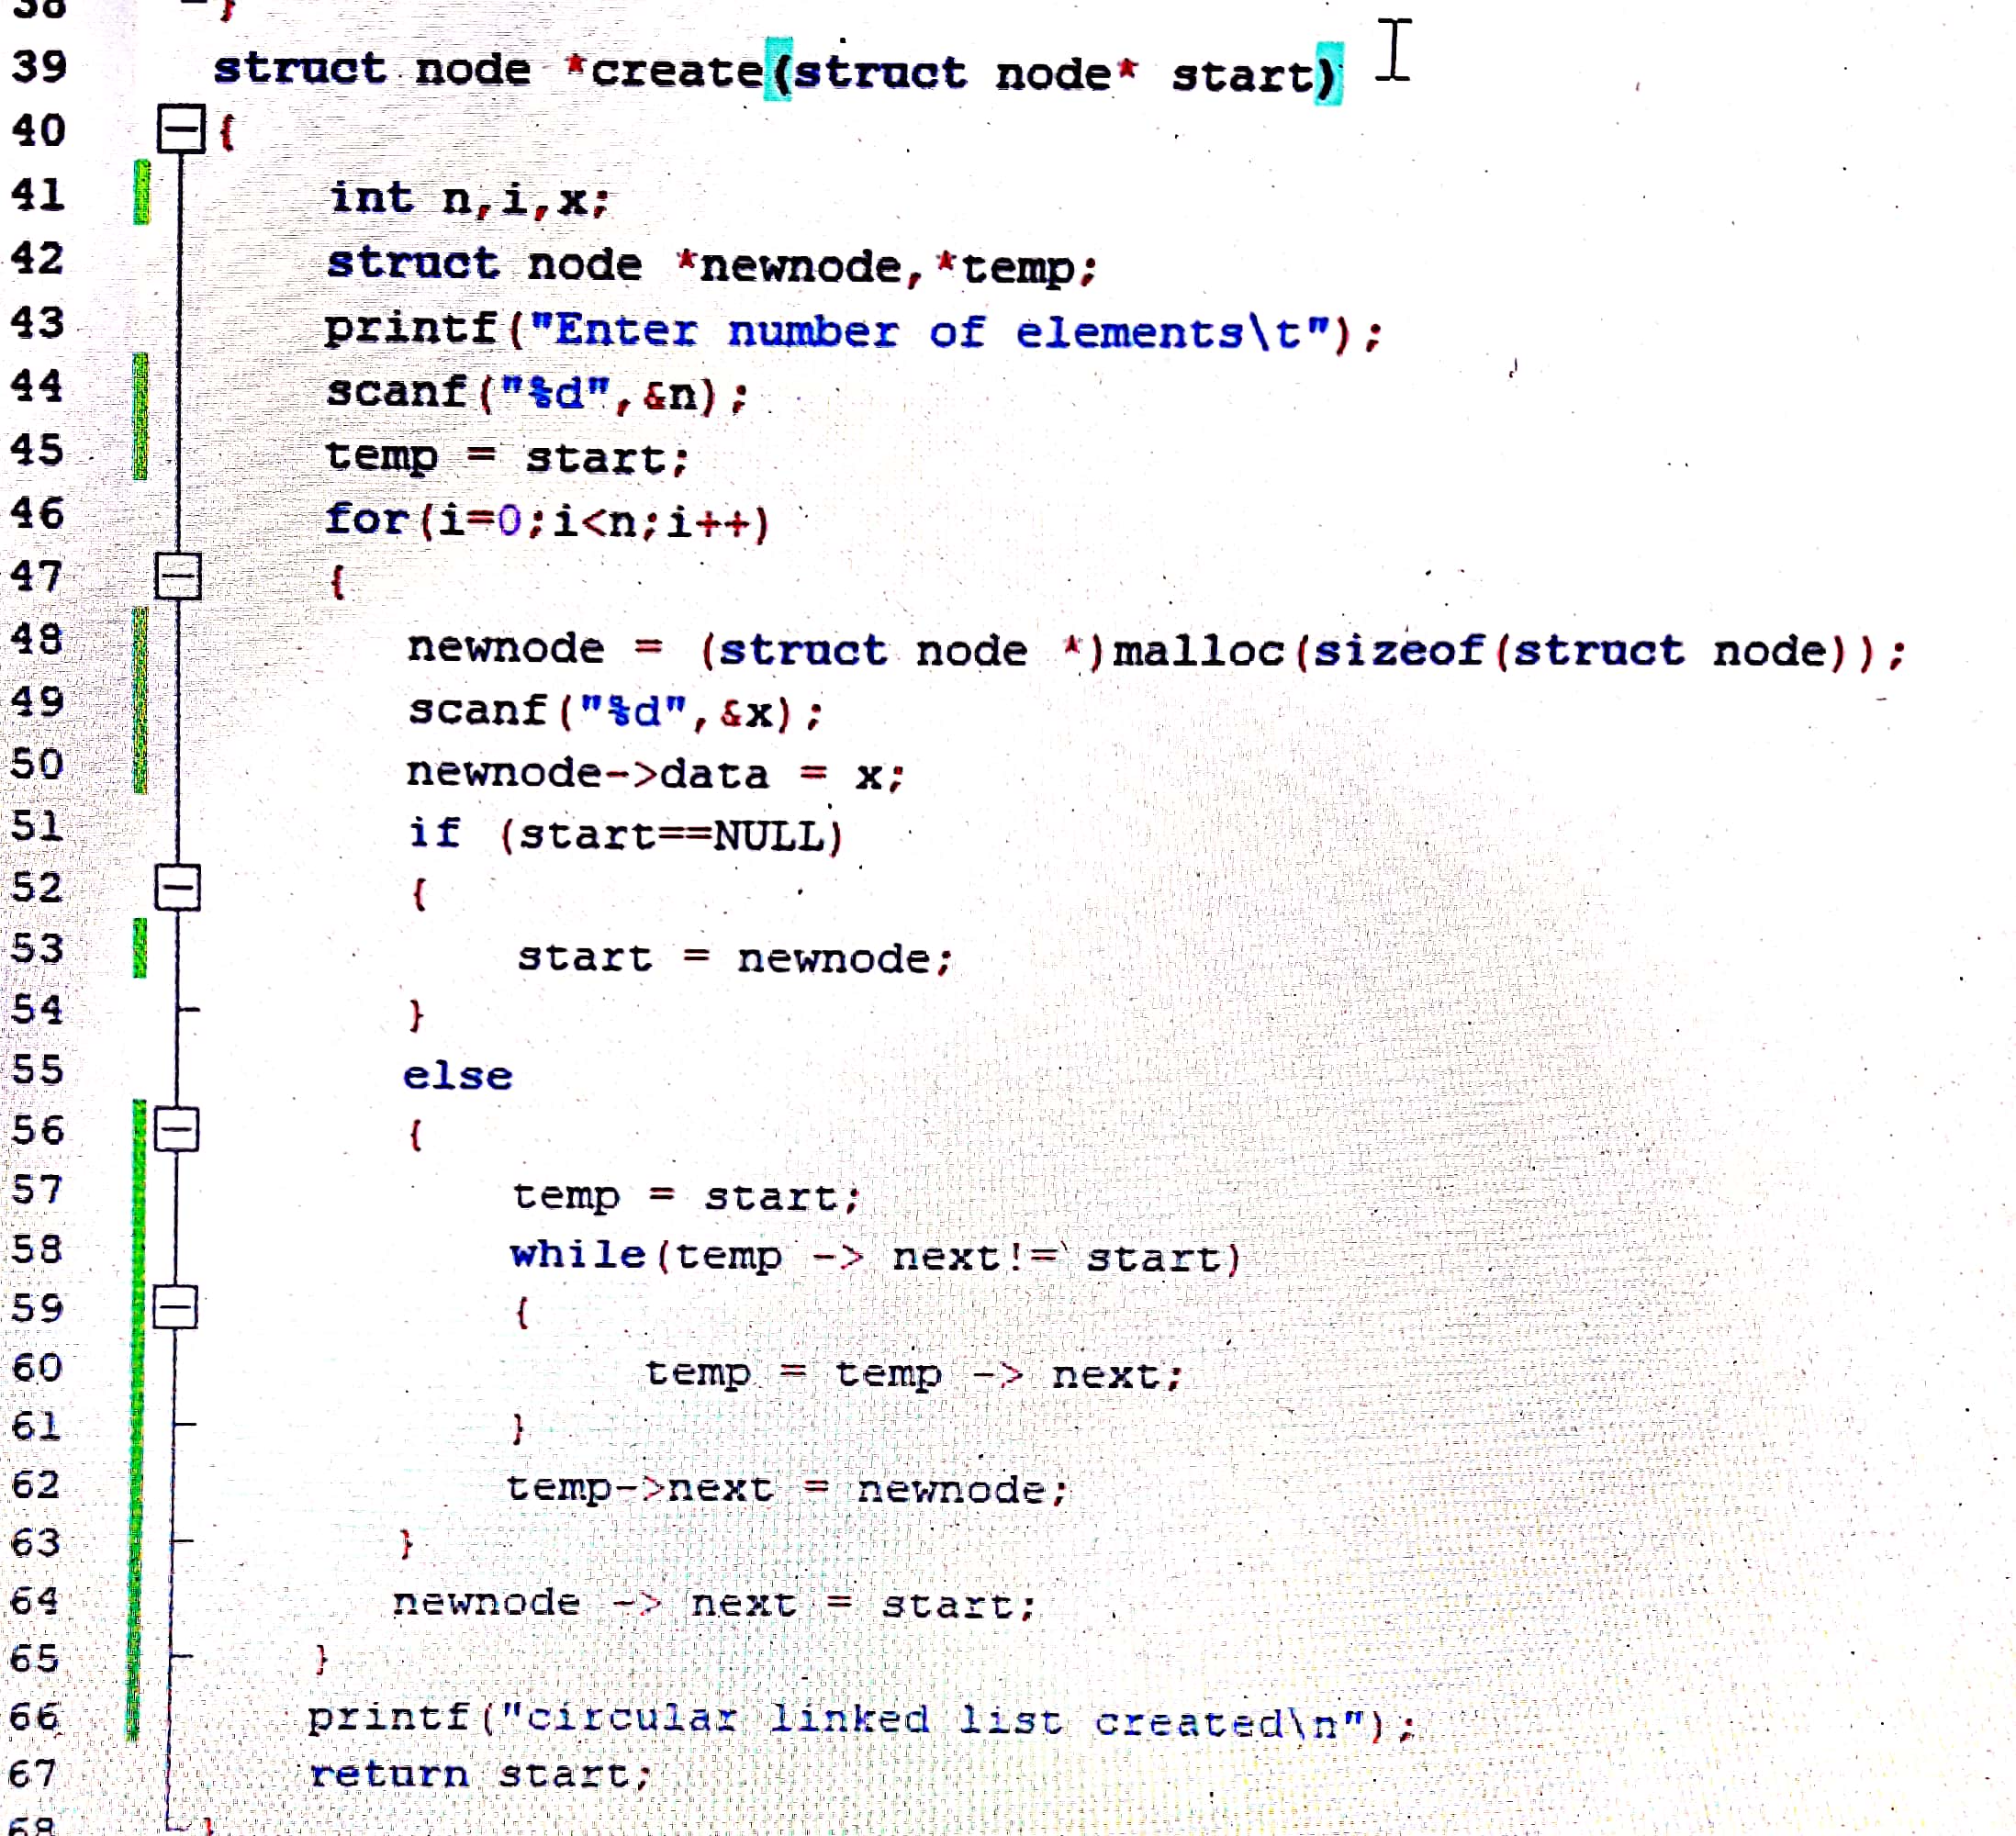 38 }
39 struct node *create(struct node* start)
40 {
41 int n,i,x;
42 struct node *newnode,*temp;
43 printf("Enter number of elements\t");
44 scanf("%d",&n);
45 temp = start;
46 for(i=0;i<n;i++)
47 {
48 newnode = (struct node *)malloc(sizeof(struct node));
49 scanf("%d",&x);
50 newnode->data = x;
51 if (start==NULL)
52 {
53 start = newnode;
54 }
55 else
56 {
57 temp = start;
58 while(temp -> next!= start)
59 {
60 temp = temp -> next;
61 }
62 temp->next = newnode;
63 }
64 newnode -> next = start;
65 }
66 printf("circular linked list created\n");
67 return start;
68 }